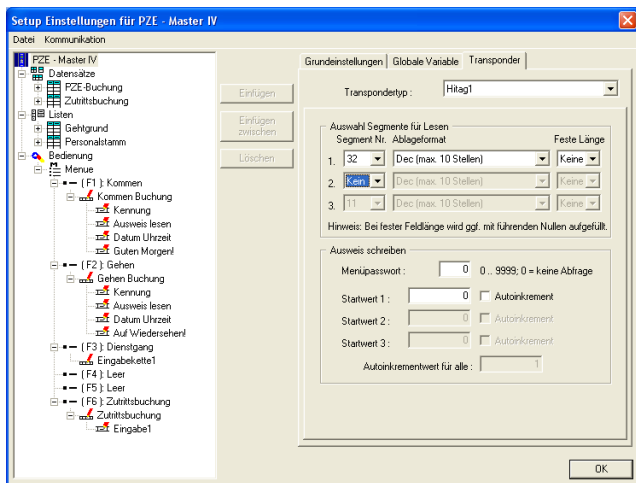 Setup Einstellungen für PZE - Master IV
Datei Kommunikation
PZE - Master IV
Datensätze
PZE-Buchung
Zutrittsbuchung
Listen
Gehtgrund
Personalstamm
Bedienung
Menue
( F1 ): Kommen
Kommen Buchung
Kennung
Ausweis lesen
Datum Uhrzeit
Guten Morgen!
( F2 ): Gehen
Gehen Buchung
Kennung
Ausweis lesen
Datum Uhrzeit
Auf Wiedersehen!
( F3 ): Dienstgang
Eingabekette1
( F4 ): Leer
( F5 ): Leer
( F6 ): Zutrittsbuchung
Zutrittsbuchung
Eingabe1
Einfügen
Einfügen
zwischen
Löschen
Grundeinstellungen Globale Variable Transponder
Transpondertyp : Hitag1
Auswahl Segmente für Lesen
Segment Nr. Ablageformat Feste Länge
1. 32 Dec (max. 10 Stellen) Keine
2. Kein Dec (max. 10 Stellen) Keine
3. 11 Dec (max. 10 Stellen) Keine
Hinweis: Bei fester Feldlänge wird ggf. mit führenden Nullen aufgefüllt.
Ausweis schreiben
Menüpasswort : 0 0 .. 9999; 0 = keine Abfrage
Startwert 1 : 0 Autoinkrement
Startwert 2 : 0 Autoinkrement
Startwert 3 : 0 Autoinkrement
Autoinkrementwert für alle : 1
OK